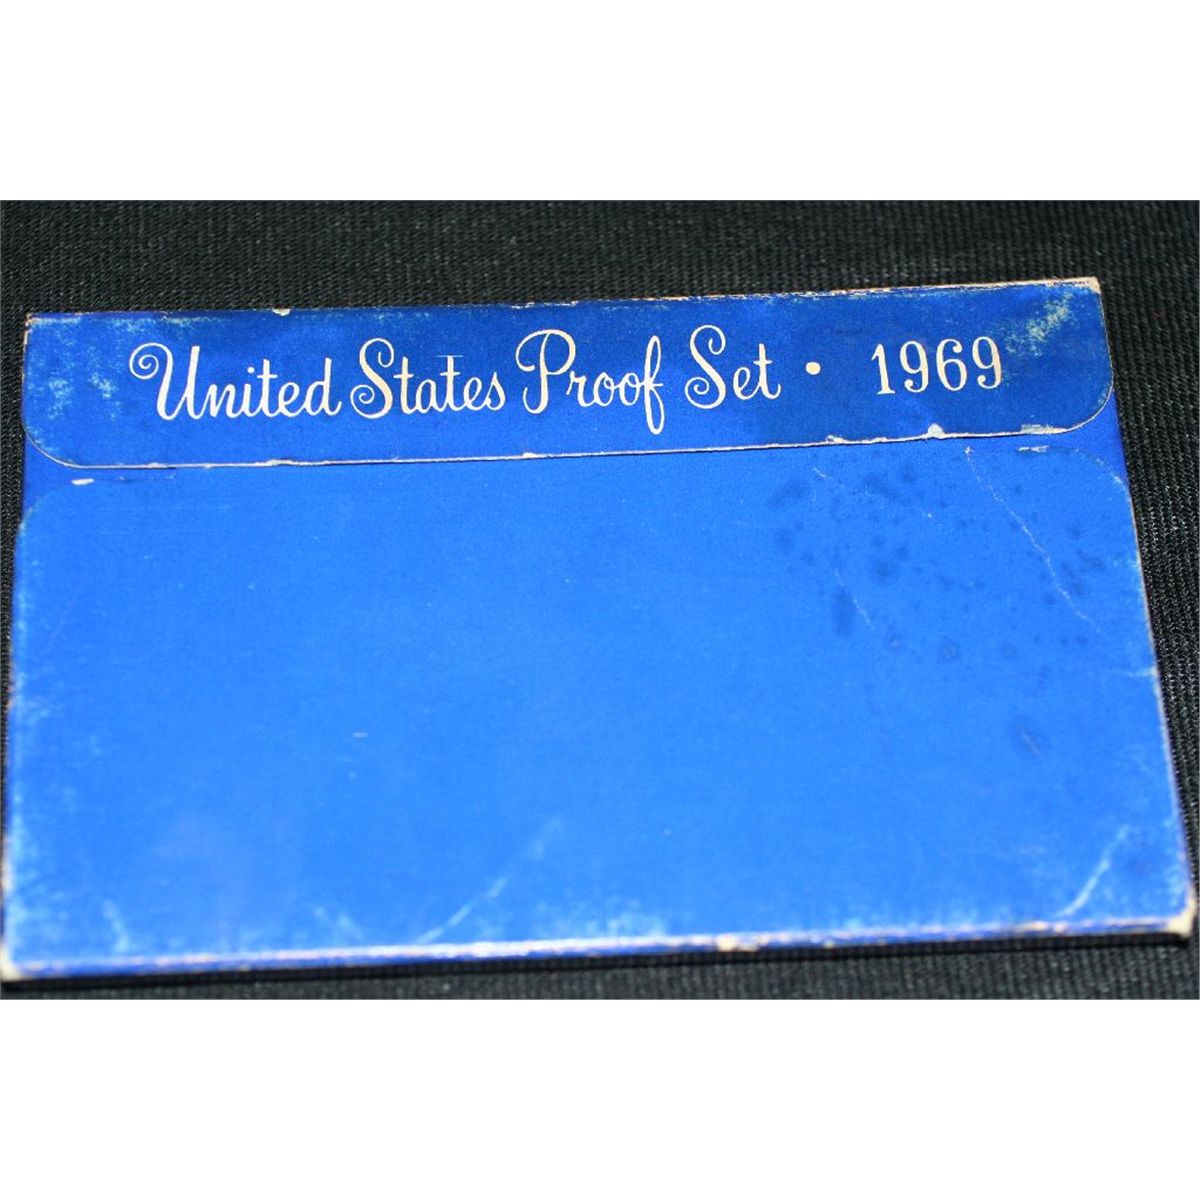 United States Proof Set · 1969